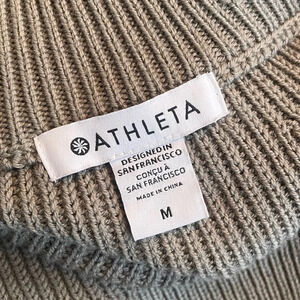 ATHLETA
DESIGNED IN
SAN FRANCISCO
CONÇU À
SAN FRANCISCO
MADE IN CHINA
M